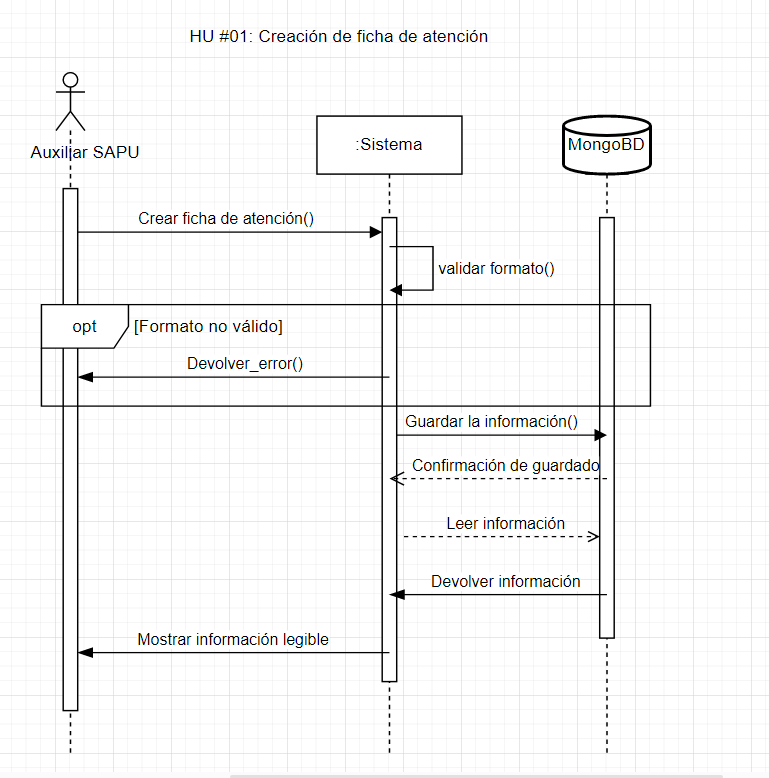 HU #01: Creación de ficha de atención
Auxiliar SAPU
:Sistema
MongoBD
Crear ficha de atención()
validar formato()
opt
[Formato no válido]
Devolver_error()
Guardar la información()
Confirmación de guardado
Leer información
Devolver información
Mostrar información legible